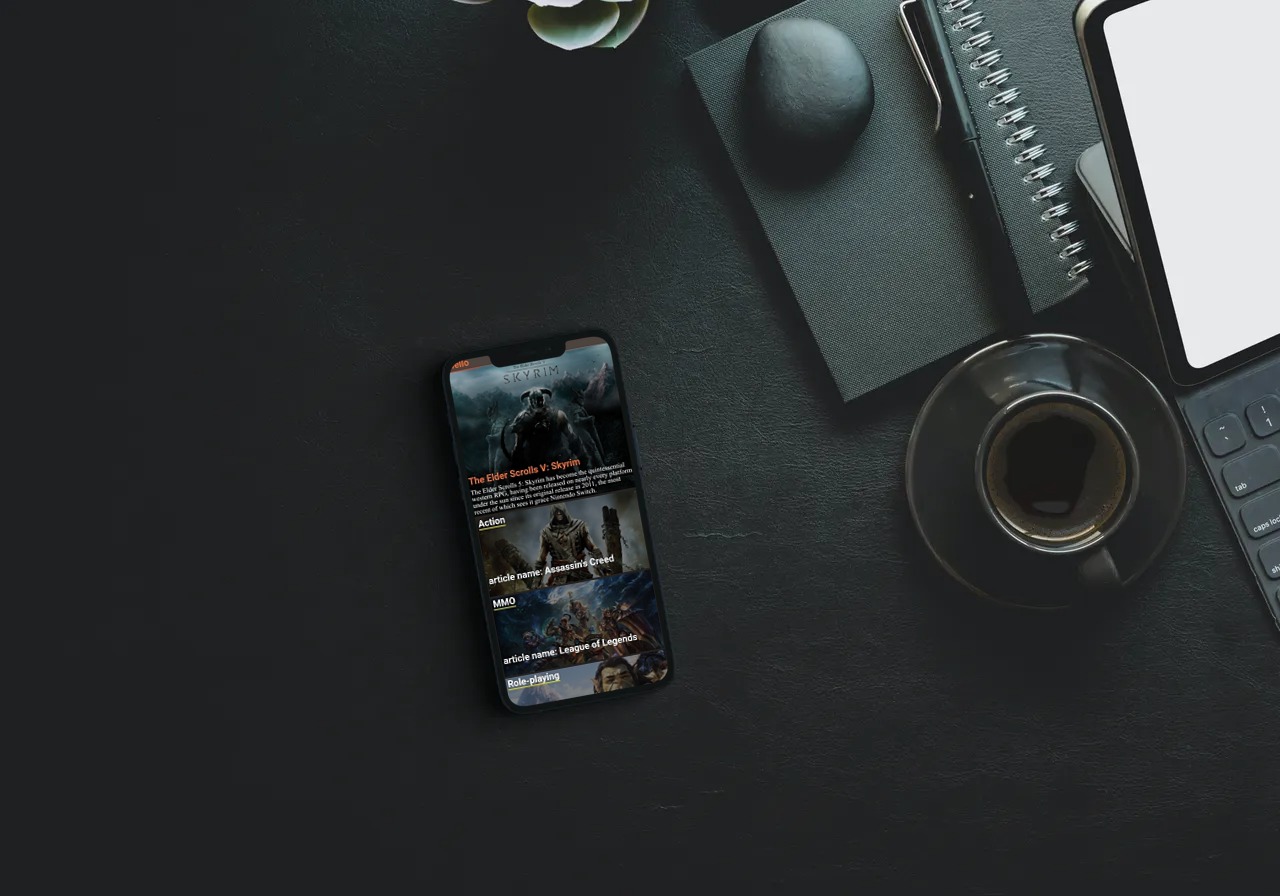 ello
SKYRIM
The Elder Scrolls V: Skyrim
The Elder Scrolls 5: Skyrim has become the quintessential
western RPG, having been released on nearly every platform
under the sun since its original release in 2011, the most
recent of which sees it grace Nintendo Switch.
Action
article name: Assassin's Creed
MMO
article name: League of Legends
Role-playing
~
`
!
1
tab
caps loc
sh